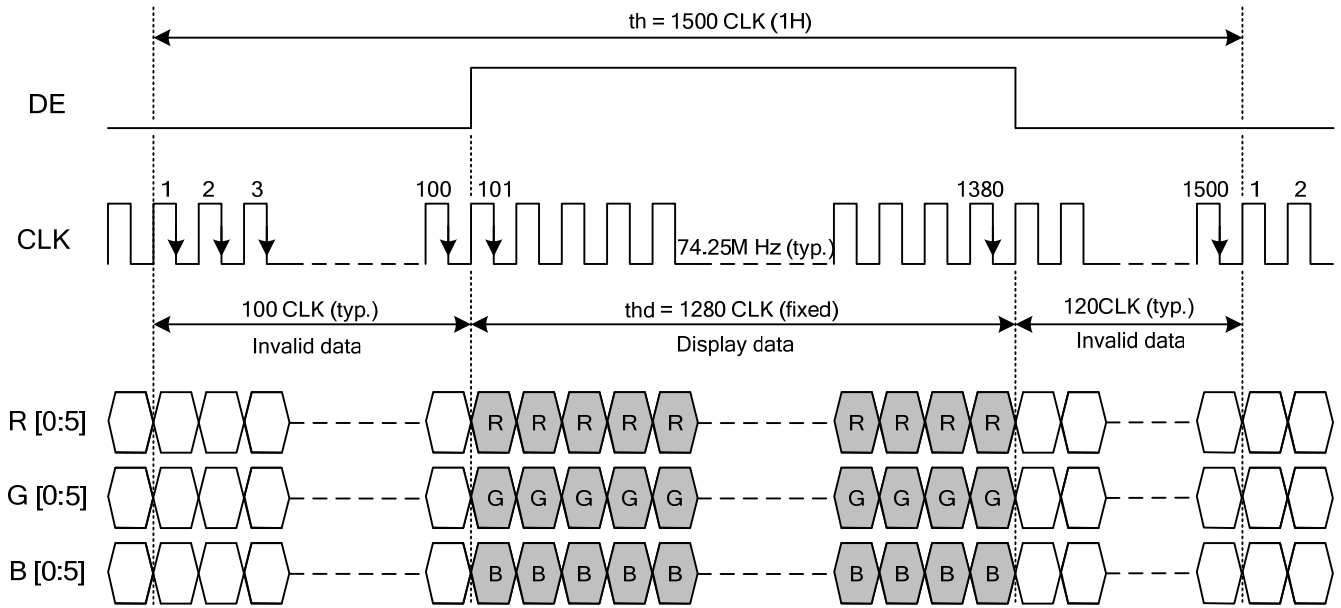 th = 1500 CLK (1H)
DE
1 2 3 100 101 1380 1500 1 2
CLK
74.25M Hz (typ.)
100 CLK (typ.) thd = 1280 CLK (fixed) 120CLK (typ.)
Invalid data Display data Invalid data
R [0:5] R R R R R R R R R
G [0:5] G G G G G G G G G
B [0:5] B B B B B B B B B